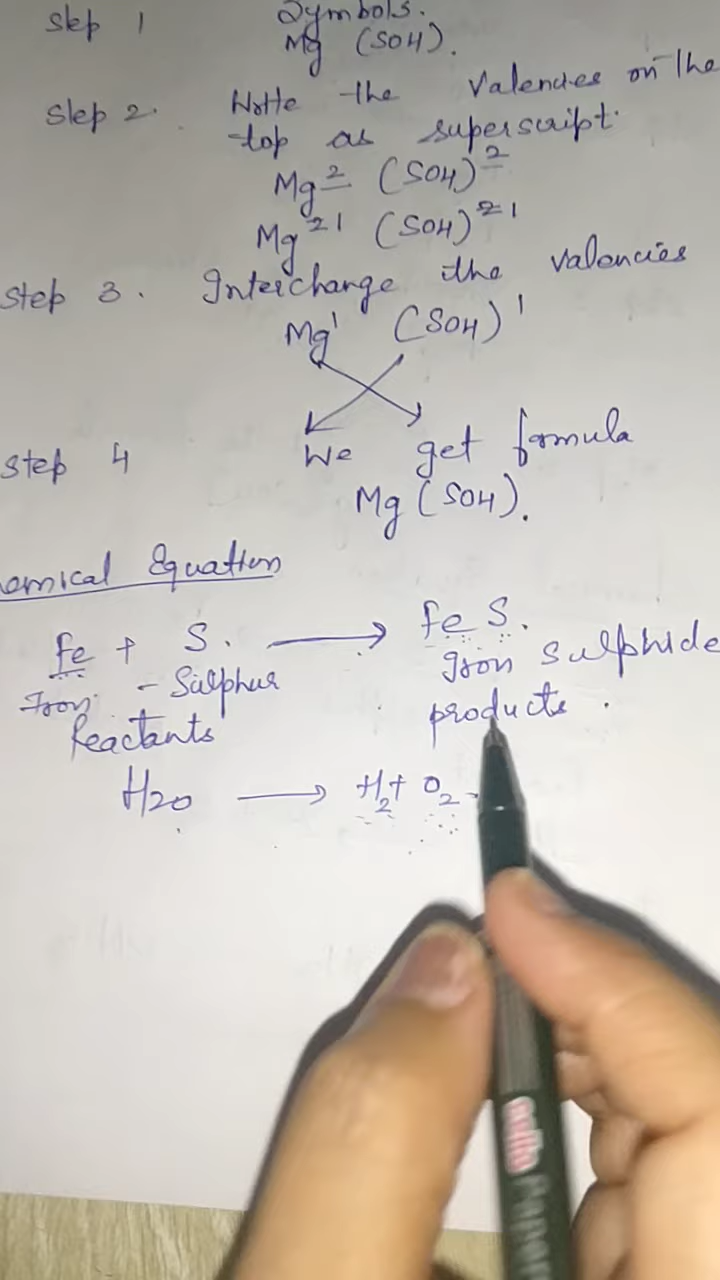 Step 1 Symbols.
Mg (SO4).
Step 2. Write the Valencies on the
top as superscript.
Mg2 (SO4)2
Mg21 (SO4)21
Step 3. Interchange the valencies
Mg1 (SO4)1
Step 4 We get formula
Mg (SO4).
emical Equation
Fe + S. → FeS.
Iron - Sulphur Iron sulphide
Reactants products.
H2O → H2+ O2